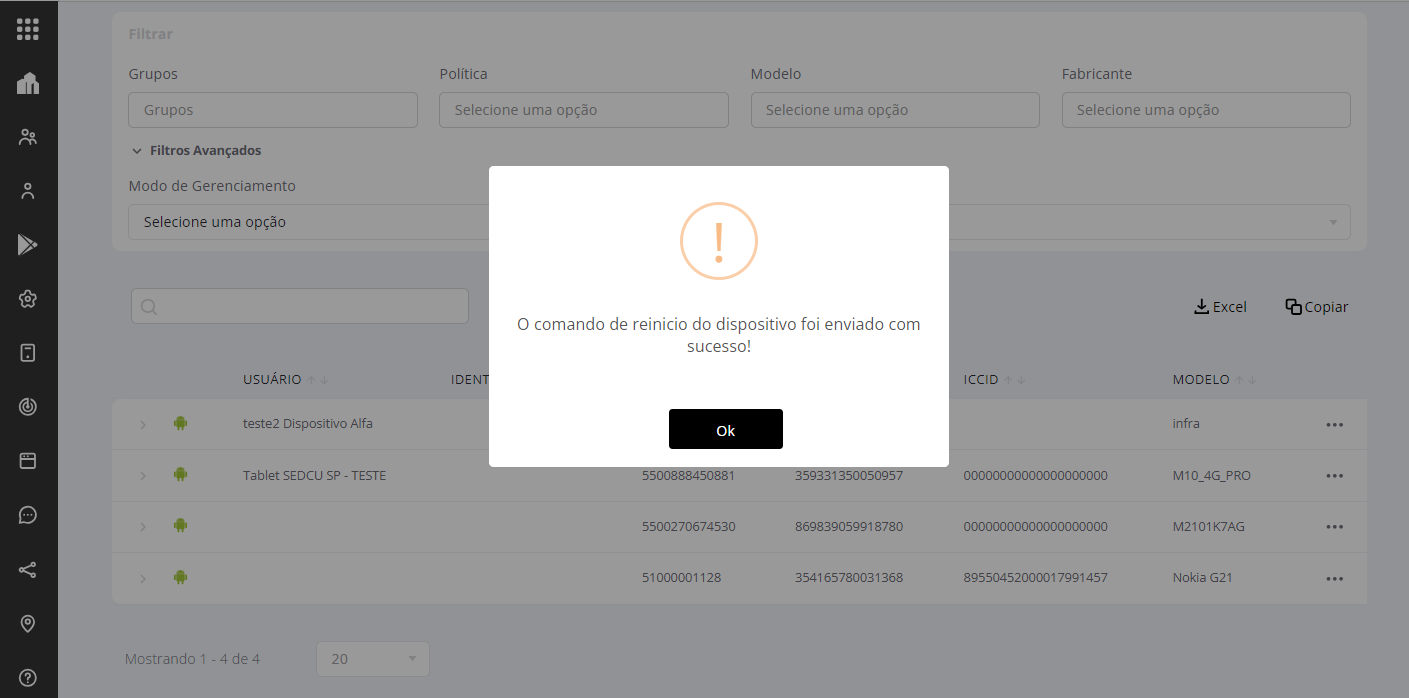 Filtrar
Grupos Política Modelo Fabricante
Grupos Selecione uma opção Selecione uma opção Selecione uma opção
Filtros Avançados
Modo de Gerenciamento
Selecione uma opção
!
O comando de reinicio do dispositivo foi enviado com
sucesso!
Ok
Excel Copiar
USUÁRIO IDENT ICCID MODELO
teste2 Dispositivo Alfa infra
Tablet SEDCU SP - TESTE 5500888450881 359331350050957 00000000000000000000 M10_4G_PRO
5500270674530 869839059918780 00000000000000000000 M2101K7AG
51000001128 354165780031368 89550452000017991457 Nokia G21
Mostrando 1 - 4 de 4 20